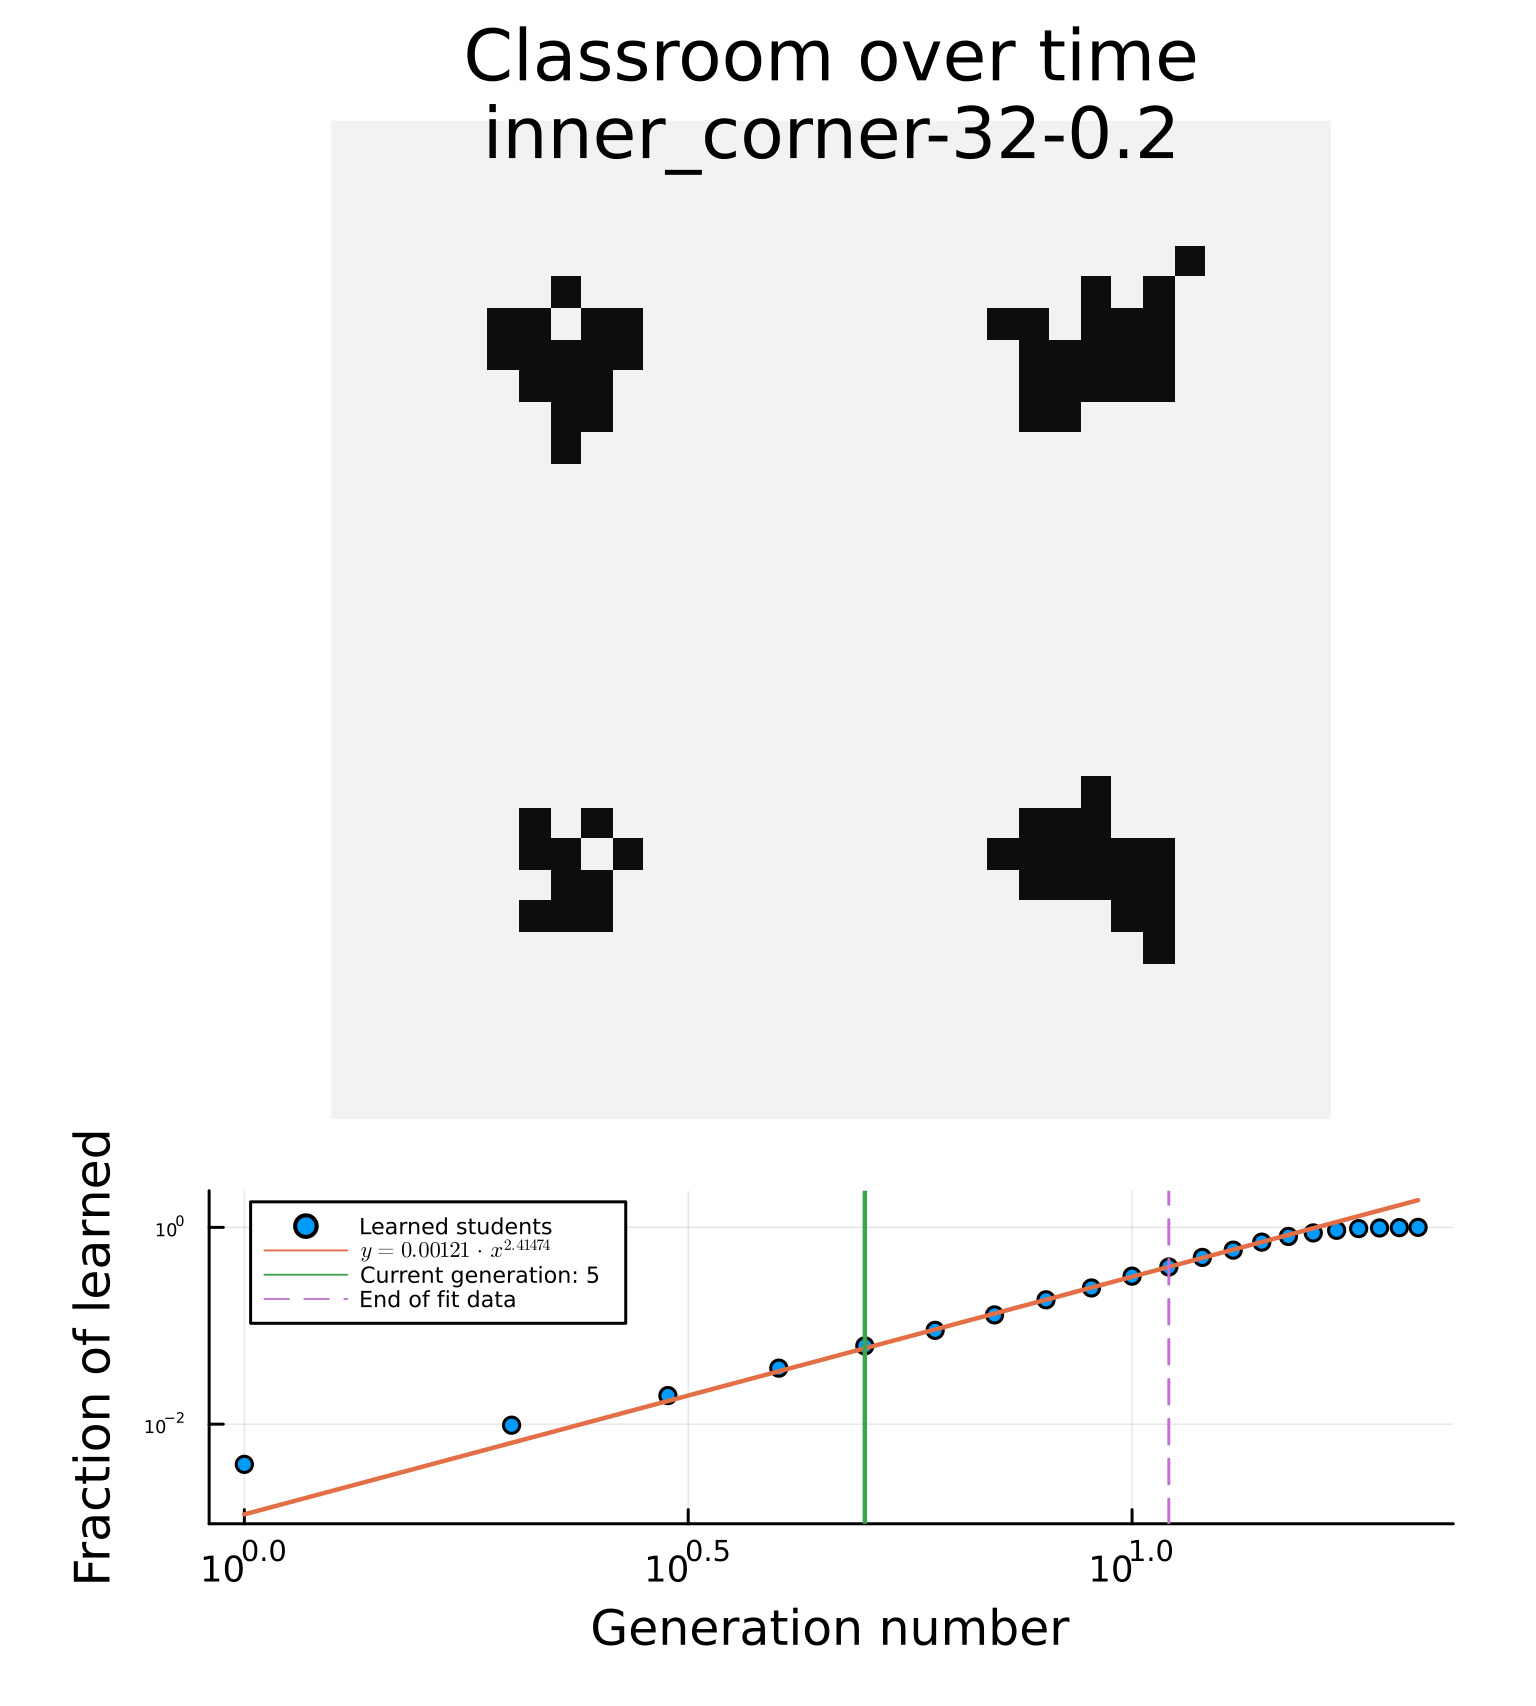 Classroom over time
inner_corner-32-0.2
Fraction of learned
10^0
10^−2
Learned students
y = 0.00121 · x^2.41474
Current generation: 5
End of fit data
10^0.0
10^0.5
10^1.0
Generation number